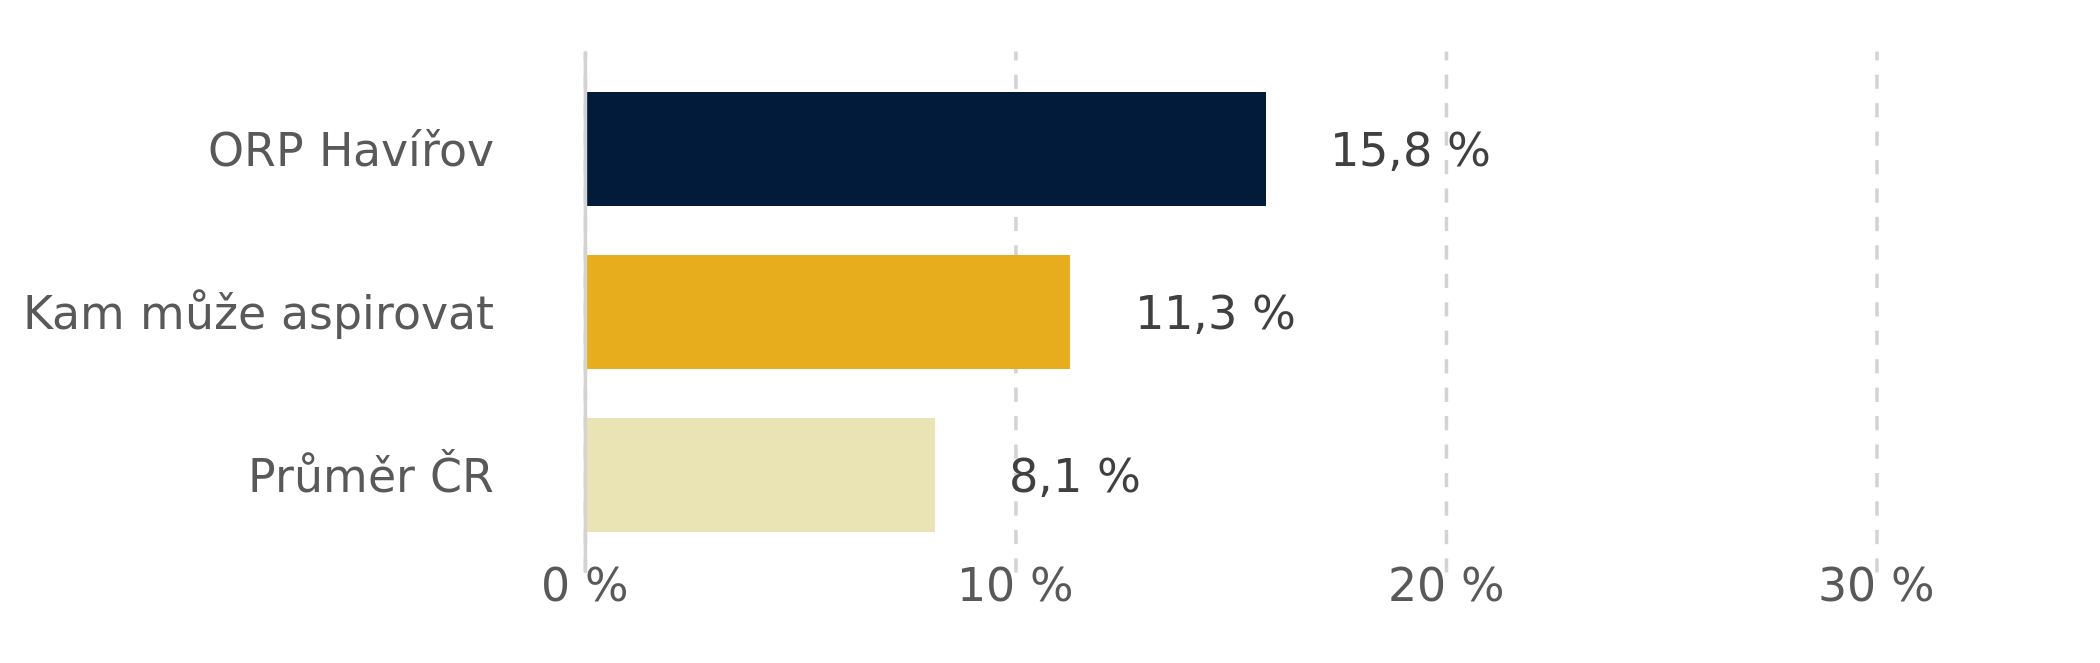 ORP Havířov 15,8 %
Kam může aspirovat 11,3 %
Průměr ČR 8,1 %
0 % 10 % 20 % 30 %